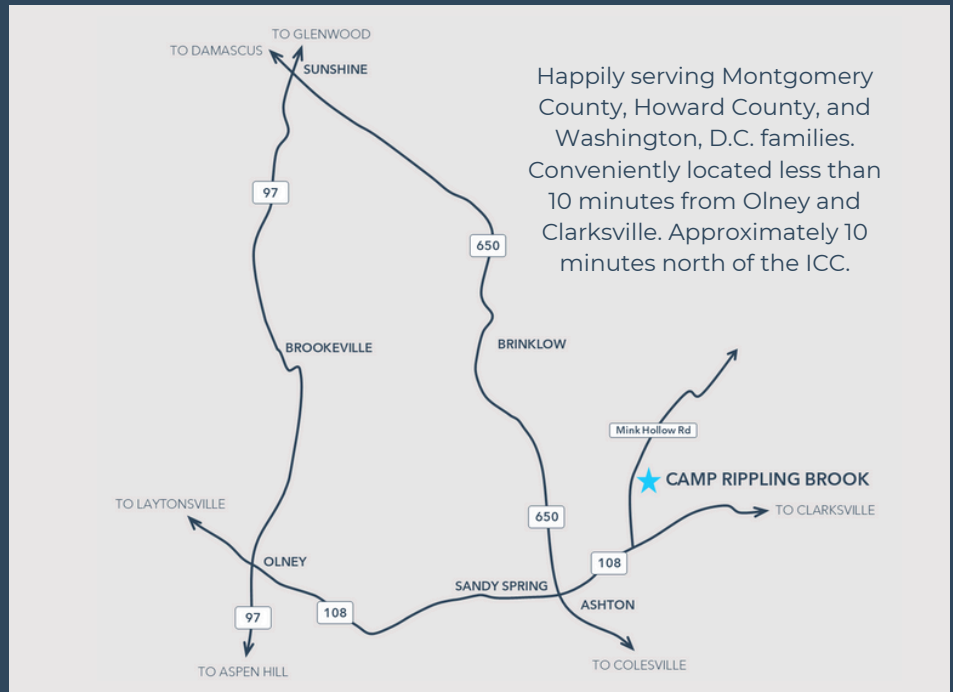 TO GLENWOOD
TO DAMASCUS
SUNSHINE
Happily serving Montgomery
County, Howard County, and
Washington, D.C. families.
Conveniently located less than
10 minutes from Olney and
Clarksville. Approximately 10
minutes north of the ICC.
97
650
BROOKEVILLE
BRINKLOW
Mink Hollow Rd
CAMP RIPPLING BROOK
TO LAYTONSVILLE
TO CLARKSVILLE
650
OLNEY
108
SANDY SPRING
ASHTON
97
108
TO COLESVILLE
TO ASPEN HILL